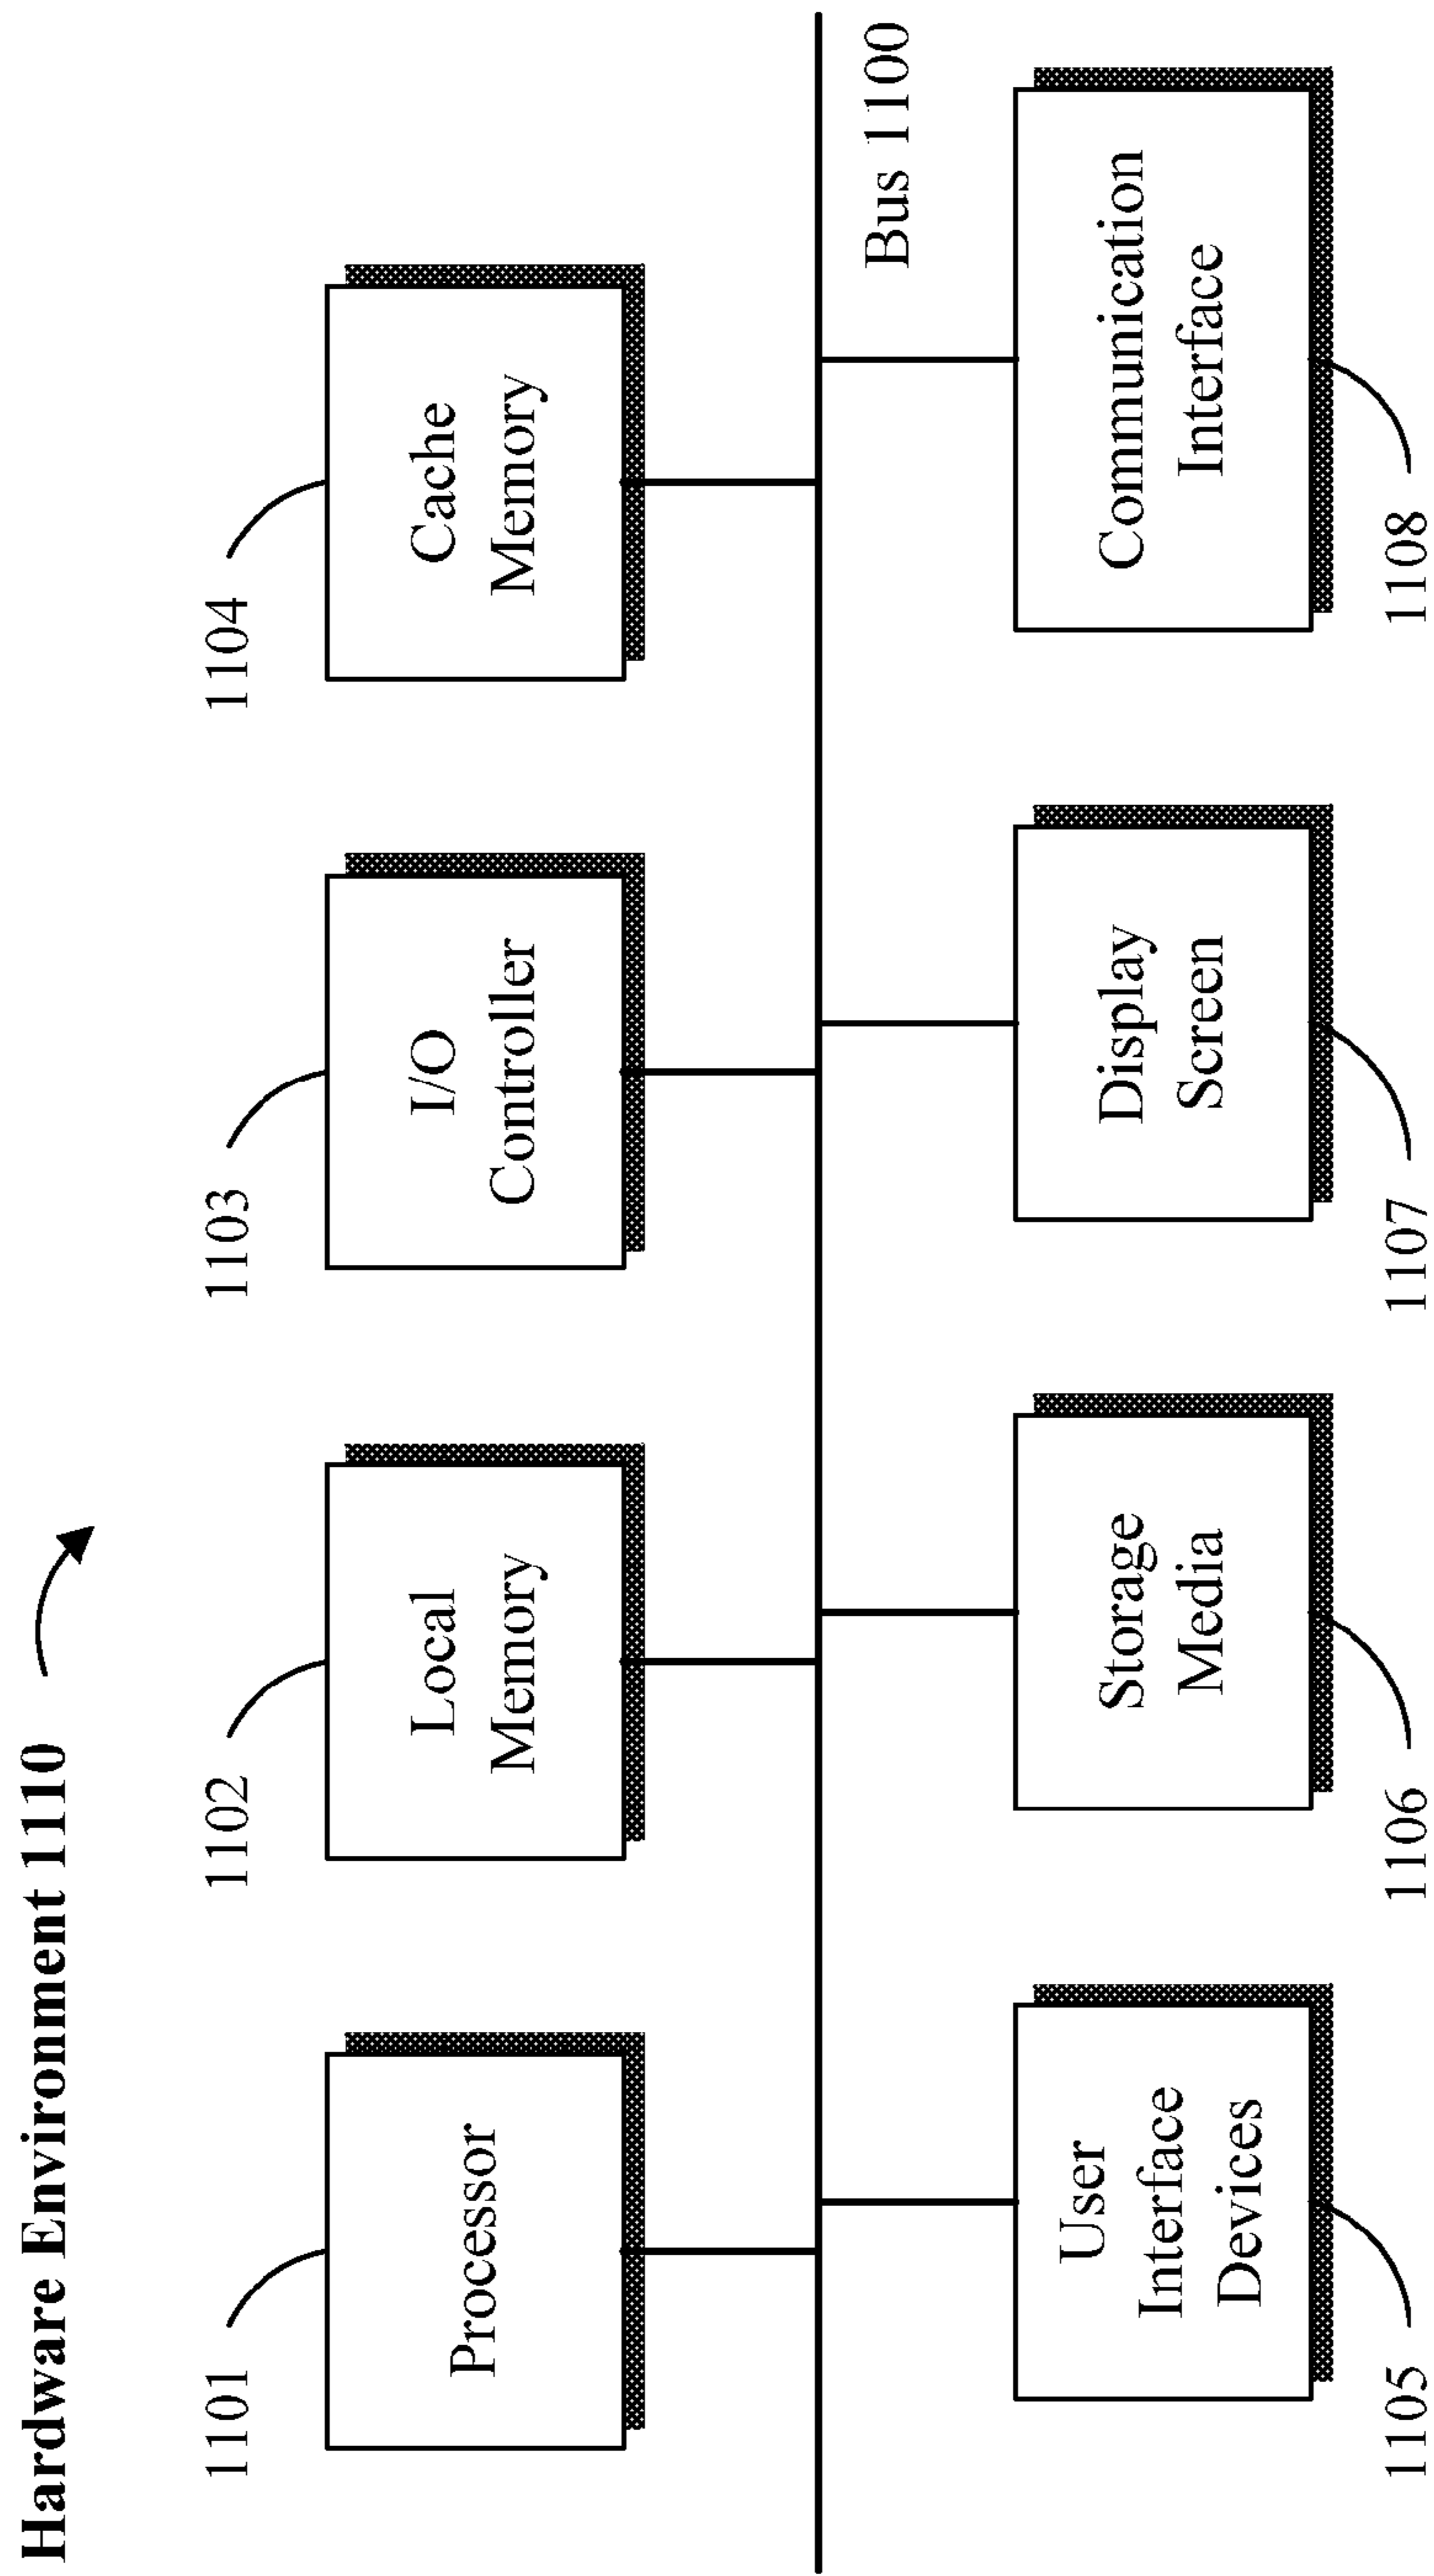 Hardware Environment 1110
1101
1102
1103
1104
Processor
Local
Memory
I/O
Controller
Cache
Memory
Bus 1100
User
Interface
Devices
Storage
Media
Display
Screen
Communication
Interface
1105
1106
1107
1108